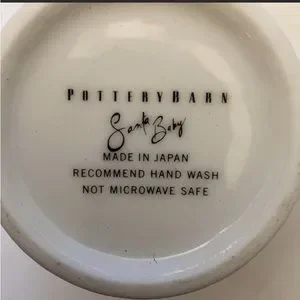 POTTERYBARN
Santa Baby
MADE IN JAPAN
RECOMMEND HAND WASH
NOT MICROWAVE SAFE